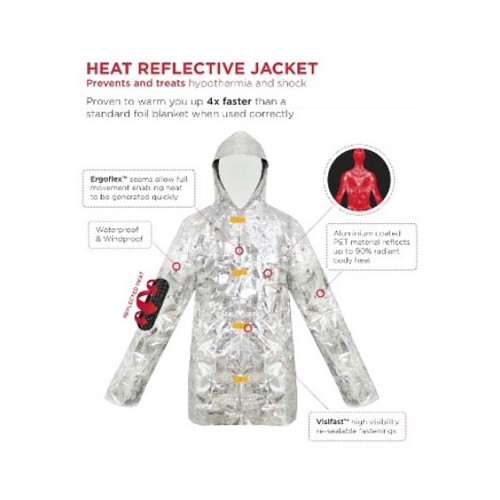 HEAT REFLECTIVE JACKET
Prevents and treats hypothermia and shock
Proven to warm you up 4x faster than a
standard foil blanket when used correctly
Ergoflex™ seams allow full
movement enabling heat
to be generated quickly
Waterproof
& Windproof
REFLECTED HEAT
Aluminium coated
PET material reflects
up to 90% radiant
body heat
Visifast™ high visibility
re-sealable fastenings